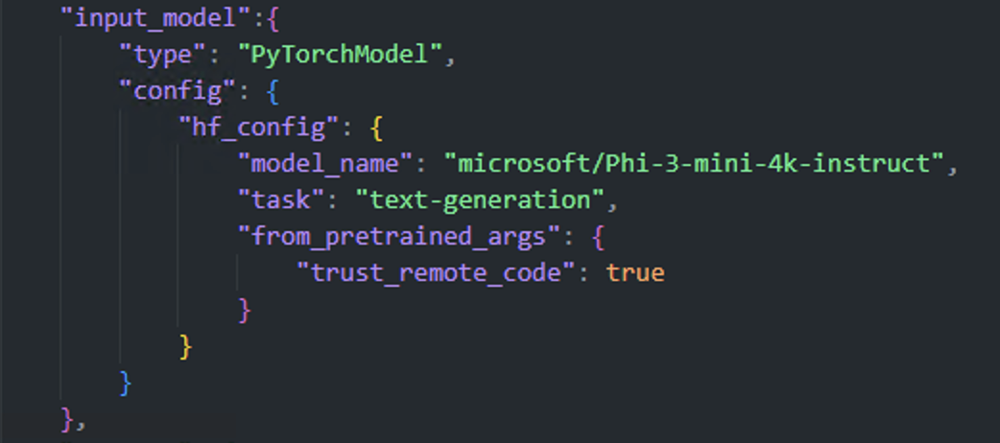 "input_model":{
    "type": "PyTorchModel",
    "config": {
        "hf_config": {
            "model_name": "microsoft/Phi-3-mini-4k-instruct",
            "task": "text-generation",
            "from_pretrained_args": {
                "trust_remote_code": true
            }
        }
    }
},